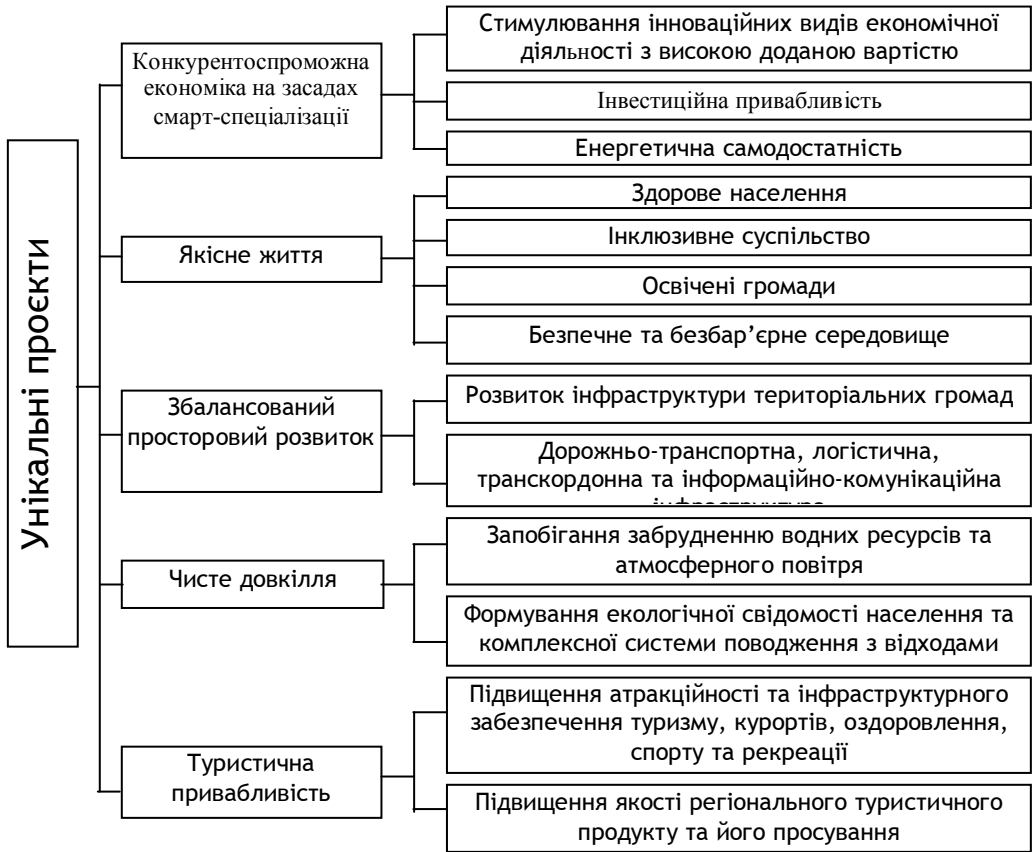 Унікальні проєкти
Конкурентоспроможна
економіка на засадах
смарт-спеціалізації
Стимулювання інноваційних видів економічної
діяльності з високою доданою вартістю
Інвестиційна привабливість
Енергетична самодостатність
Якісне життя
Здорове населення
Інклюзивне суспільство
Освічені громади
Безпечне та безбар’єрне середовище
Збалансований
просторовий розвиток
Розвиток інфраструктури територіальних громад
Дорожньо-транспортна, логістична,
транскордонна та інформаційно-комунікаційна
Чисте довкілля
Запобігання забрудненню водних ресурсів та
атмосферного повітря
Формування екологічної свідомості населення та
комплексної системи поводження з відходами
Туристична
привабливість
Підвищення атракційності та інфраструктурного
забезпечення туризму, курортів, оздоровлення,
спорту та рекреації
Підвищення якості регіонального туристичного
продукту та його просування